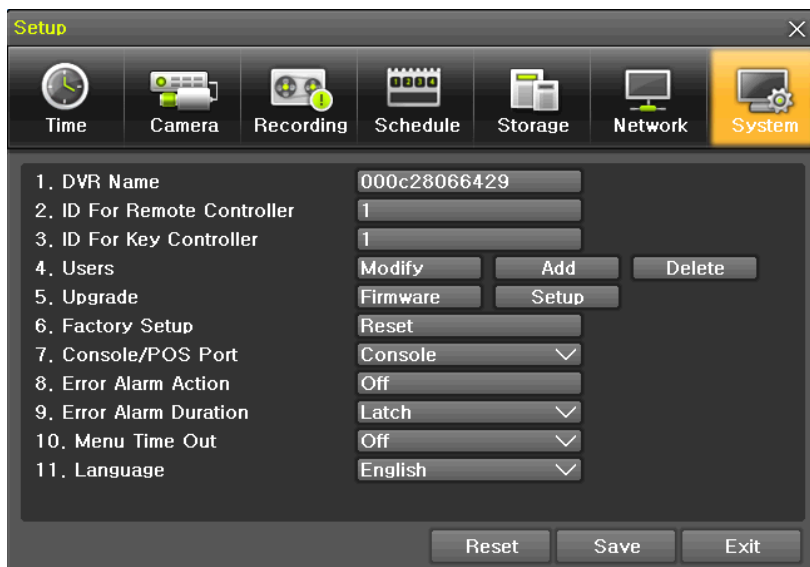 Setup
Time Camera Recording Schedule Storage Network System
1. DVR Name 000c28066429
2. ID For Remote Controller 1
3. ID For Key Controller 1
4. Users Modify Add Delete
5. Upgrade Firmware Setup
6. Factory Setup Reset
7. Console/POS Port Console
8. Error Alarm Action Off
9. Error Alarm Duration Latch
10. Menu Time Out Off
11. Language English
Reset Save Exit